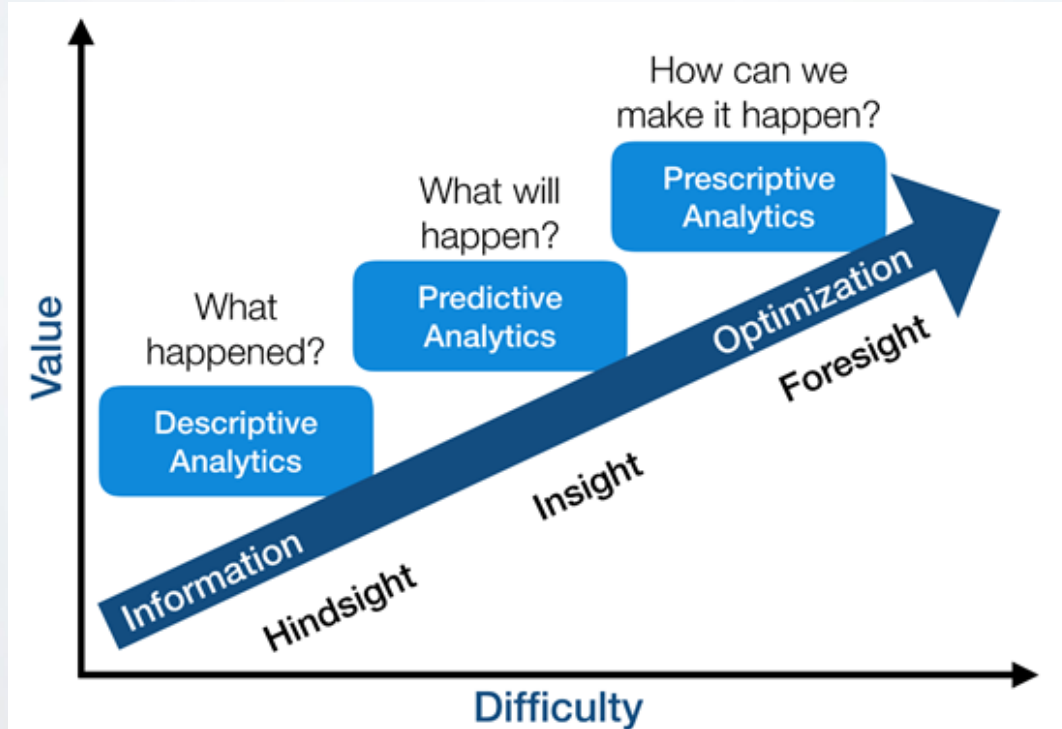 How can we
make it happen?
Prescriptive
Analytics
What will
happen?
Predictive
Analytics
What
happened?
Descriptive
Analytics
Value
Information
Optimization
Hindsight
Insight
Foresight
Difficulty